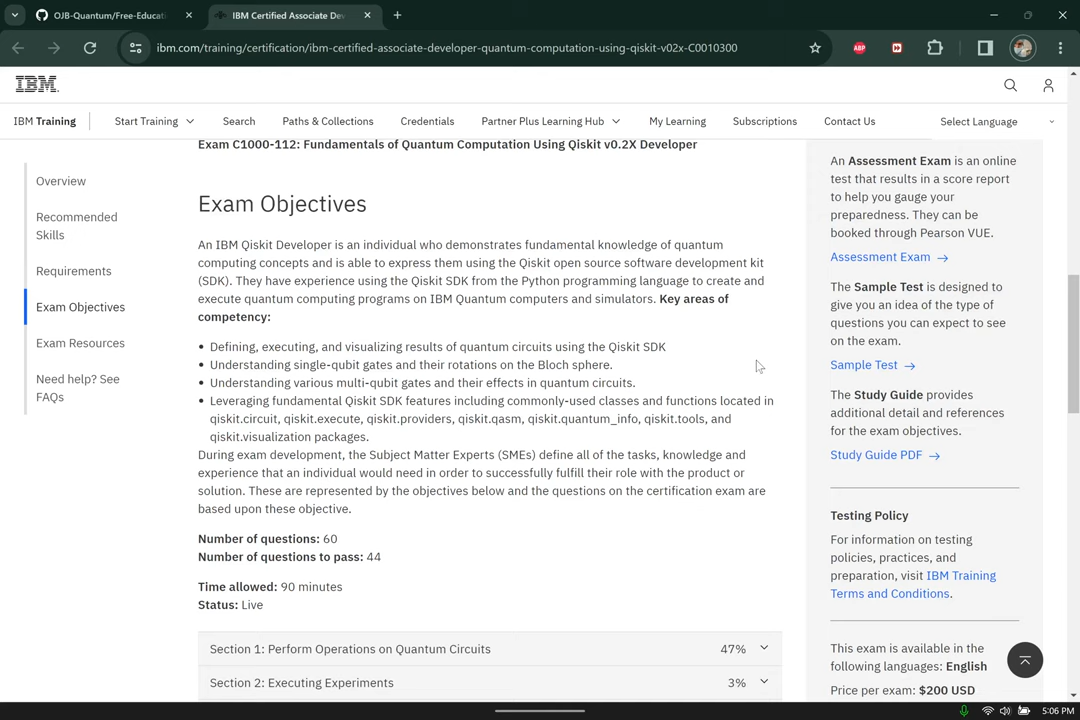 OJB-Quantum/Free-Educati
IBM Certified Associate Dev
ibm.com/training/certification/ibm-certified-associate-developer-quantum-computation-using-qiskit-v02x-C0010300
ABP
IBM
IBM Training
Start Training
Search
Paths & Collections
Credentials
Partner Plus Learning Hub
My Learning
Subscriptions
Contact Us
Select Language
Overview
Recommended
Skills
Requirements
Exam Objectives
Exam Resources
Need help? See
FAQs
Exam C1000-112: Fundamentals of Quantum Computation Using Qiskit v0.2X Developer
Exam Objectives
An IBM Qiskit Developer is an individual who demonstrates fundamental knowledge of quantum
computing concepts and is able to express them using the Qiskit open source software development kit
(SDK). They have experience using the Qiskit SDK from the Python programming language to create and
execute quantum computing programs on IBM Quantum computers and simulators. Key areas of
competency:
• Defining, executing, and visualizing results of quantum circuits using the Qiskit SDK
• Understanding single-qubit gates and their rotations on the Bloch sphere.
• Understanding various multi-qubit gates and their effects in quantum circuits.
• Leveraging fundamental Qiskit SDK features including commonly-used classes and functions located in
qiskit.circuit, qiskit.execute, qiskit.providers, qiskit.qasm, qiskit.quantum_info, qiskit.tools, and
qiskit.visualization packages.
During exam development, the Subject Matter Experts (SMEs) define all of the tasks, knowledge and
experience that an individual would need in order to successfully fulfill their role with the product or
solution. These are represented by the objectives below and the questions on the certification exam are
based upon these objective.
Number of questions: 60
Number of questions to pass: 44
Time allowed: 90 minutes
Status: Live
Section 1: Perform Operations on Quantum Circuits 47%
Section 2: Executing Experiments 3%
An Assessment Exam is an online
test that results in a score report
to help you gauge your
preparedness. They can be
booked through Pearson VUE.
Assessment Exam →
The Sample Test is designed to
give you an idea of the type of
questions you can expect to see
on the exam.
Sample Test →
The Study Guide provides
additional detail and references
for the exam objectives.
Study Guide PDF →
Testing Policy
For information on testing
policies, practices, and
preparation, visit IBM Training
Terms and Conditions.
This exam is available in the
following languages: English
Price per exam: $200 USD
5:06 PM